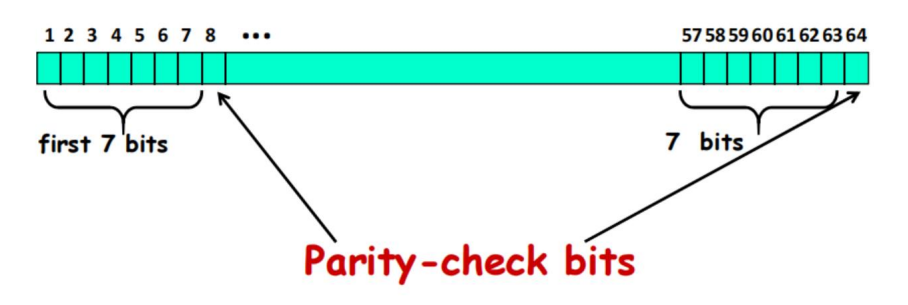 1 2 3 4 5 6 7 8 ... 57 58 59 60 61 62 63 64
first 7 bits 7 bits
Parity-check bits